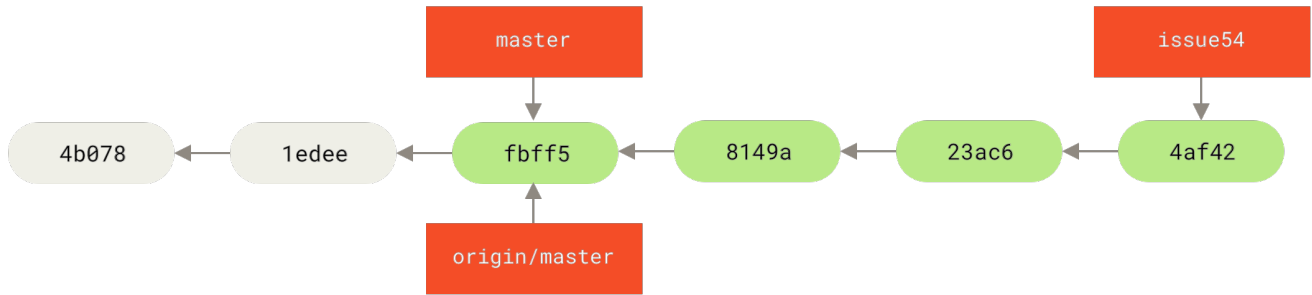 master
issue54
4b078
1edee
fbff5
8149a
23ac6
4af42
origin/master